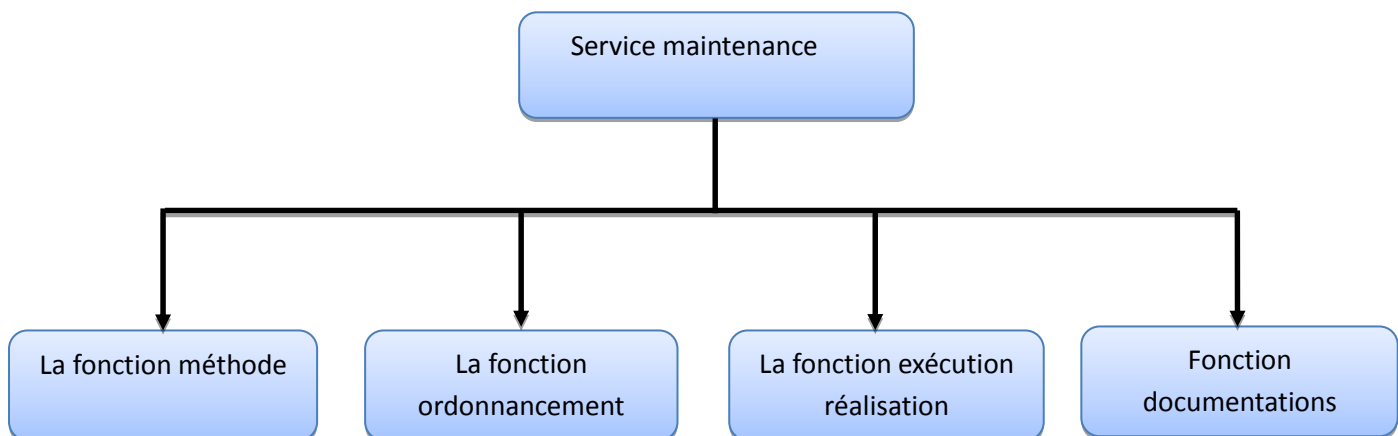 Service maintenance
La fonction méthode
La fonction
ordonnancement
La fonction exécution
réalisation
Fonction
documentations